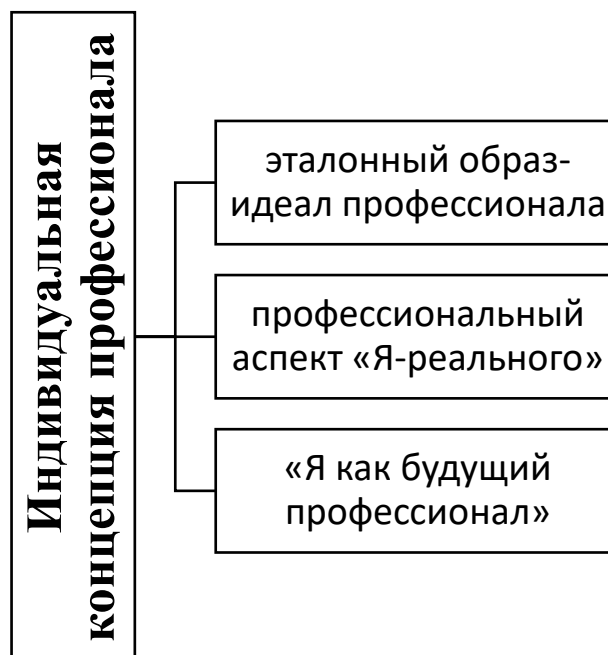 Индивидуальная
концепция профессионала
эталонный образ-
идеал профессионала
профессиональный
аспект «Я-реального»
«Я как будущий
профессионал»